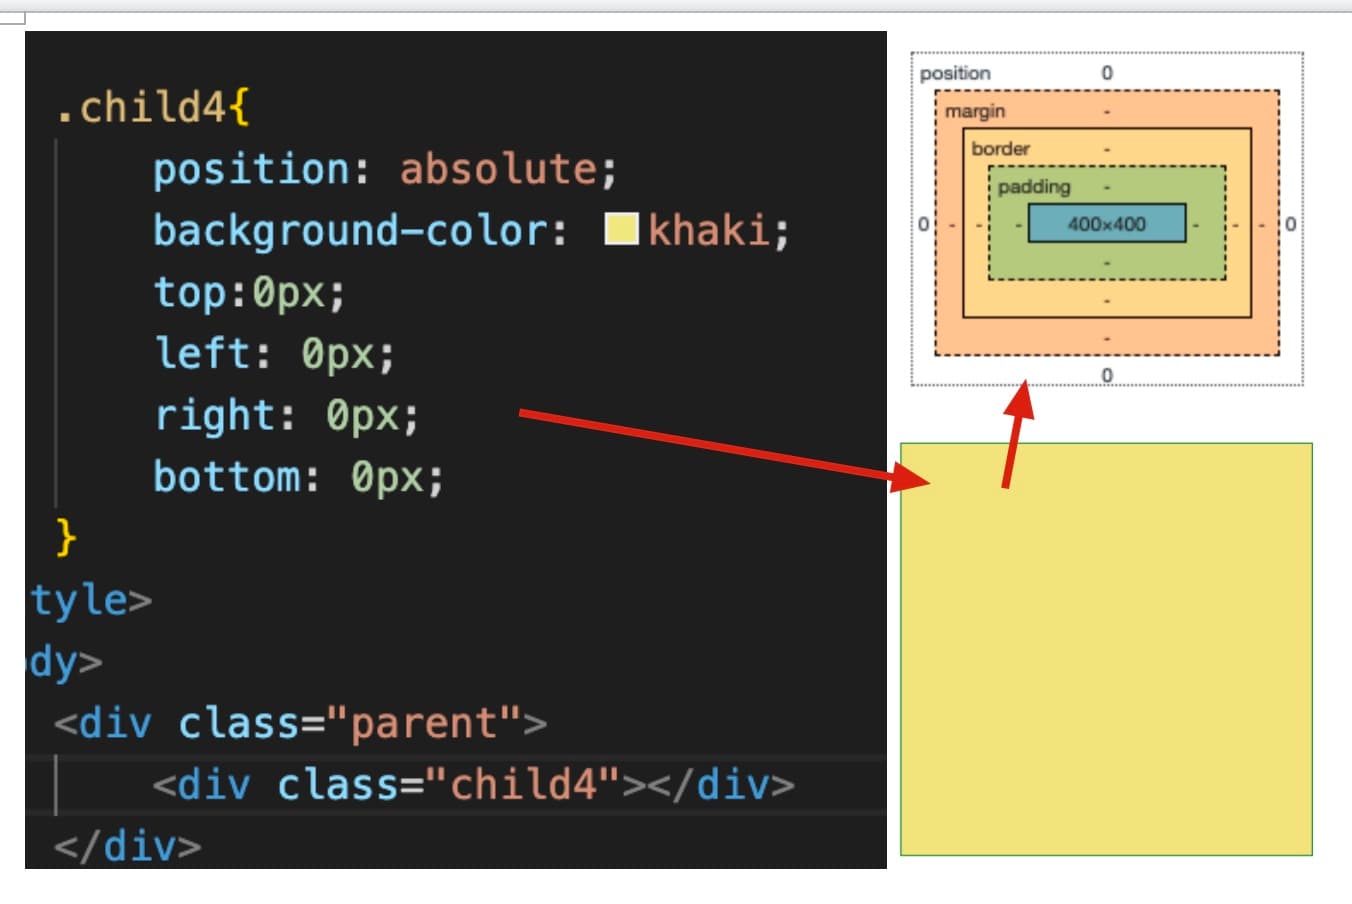 .child4{
position: absolute;
background-color: khaki;
top:0px;
left: 0px;
right: 0px;
bottom: 0px;
}
tyle>
dy>
<div class="parent">
<div class="child4"></div>
</div>
position 0
margin -
border -
padding -
0 - - - 400×400 - - - 0
-
-
-
0